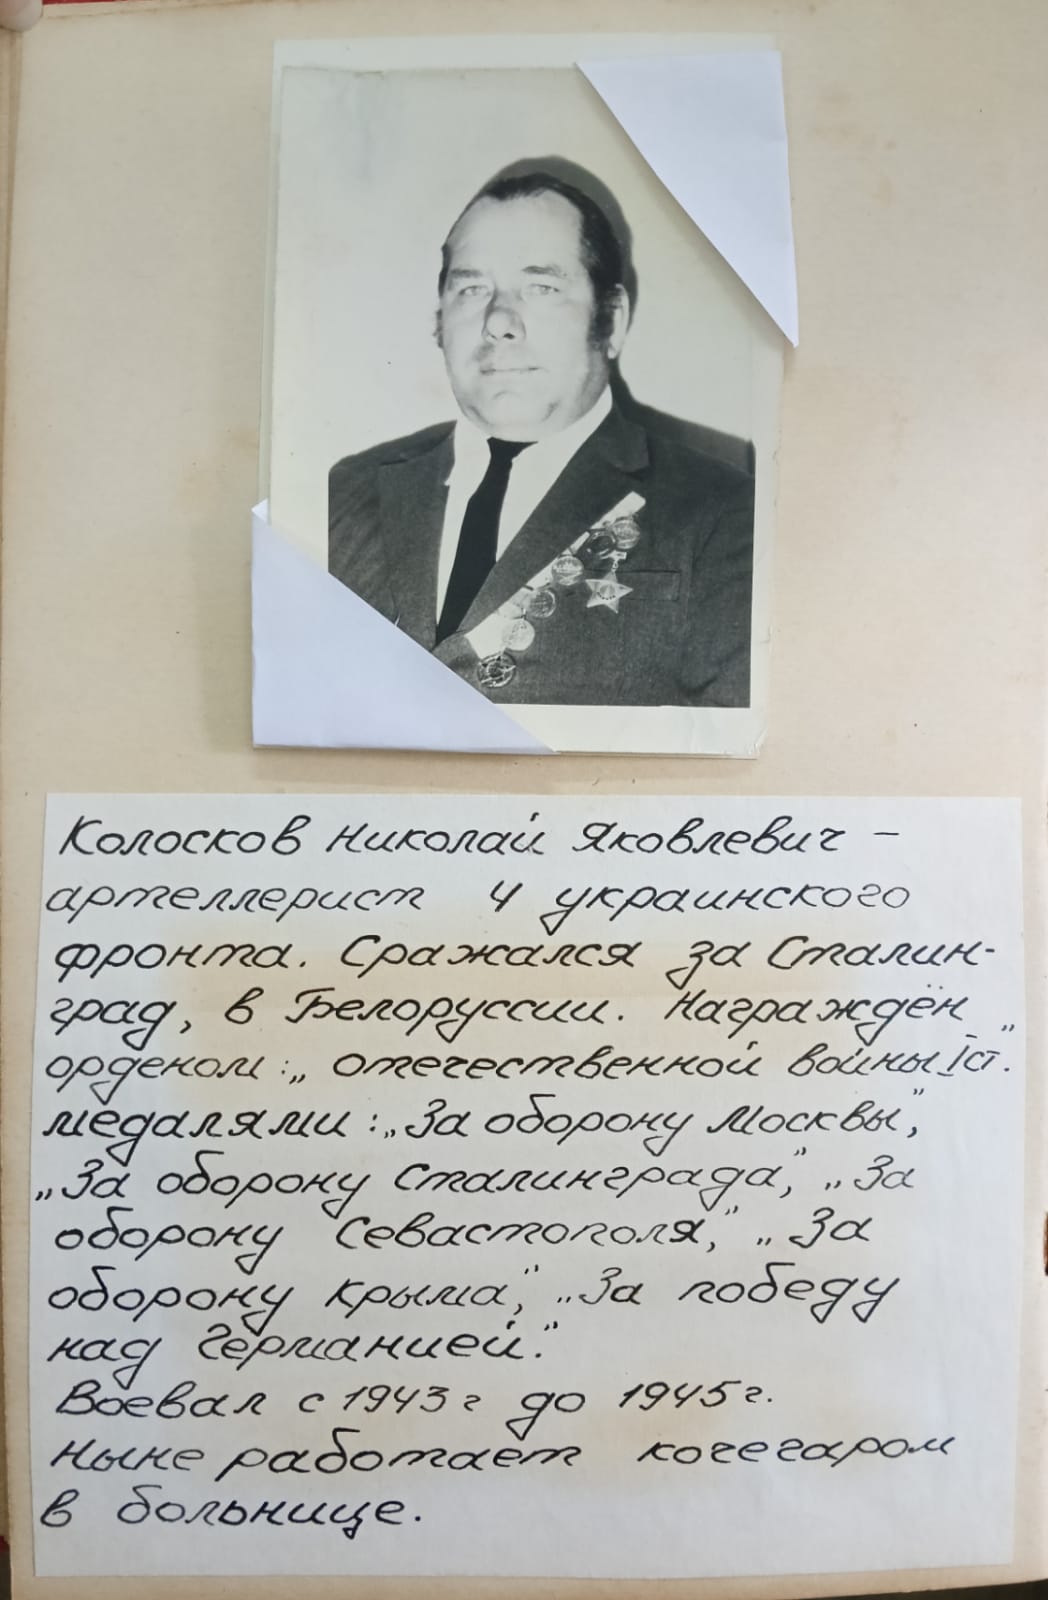 Колосков Николай Яковлевич –
артеллерист 4 украинского
фронта. Сражался за Сталин-
град, в Белоруссии. Награждён
орденом: „отечественной войны I ст."
медалями: „За оборону Москвы",
„За оборону Сталинграда", „За
оборону Севастополя", „За
оборону Крыма", „За победу
над Германией".
Воевал с 1943 г до 1945 г.
Ныне работает кочегаром
в больнице.